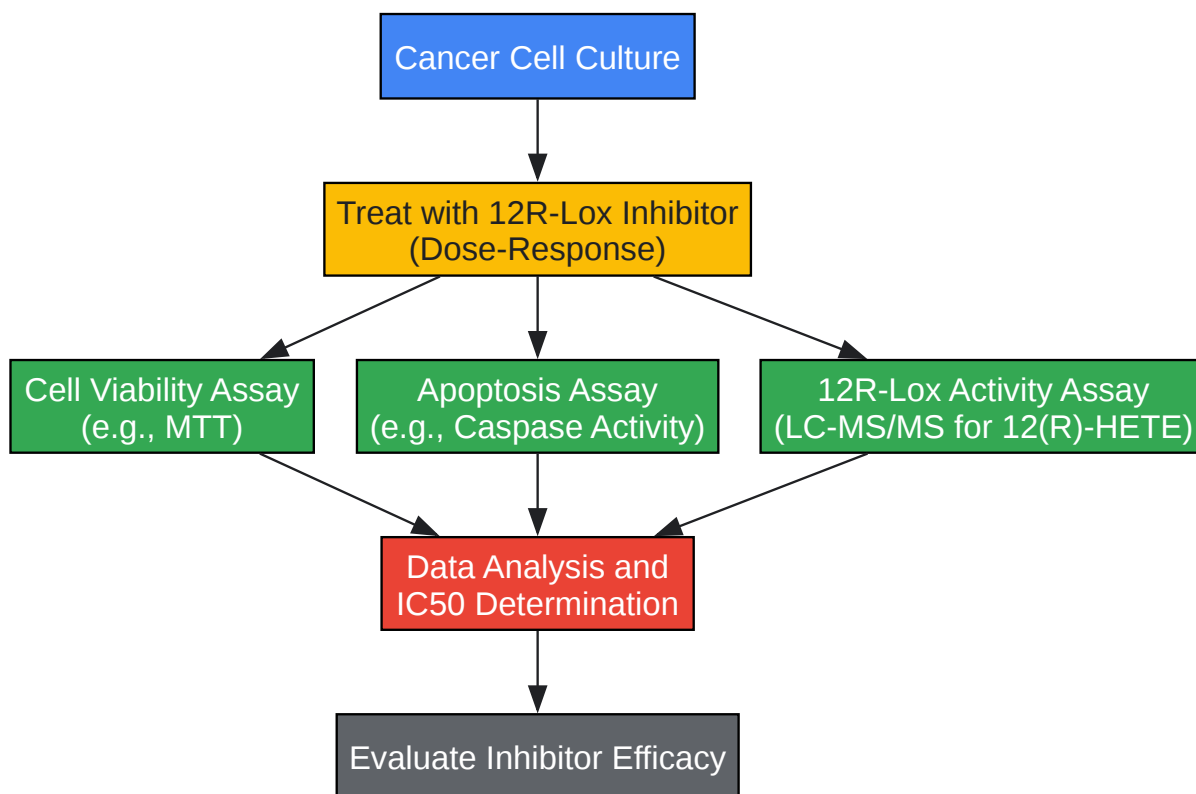 Cancer Cell Culture
Treat with 12R-Lox Inhibitor
(Dose-Response)
Cell Viability Assay
(e.g., MTT)
Apoptosis Assay
(e.g., Caspase Activity)
12R-Lox Activity Assay
(LC-MS/MS for 12(R)-HETE)
Data Analysis and
IC50 Determination
Evaluate Inhibitor Efficacy